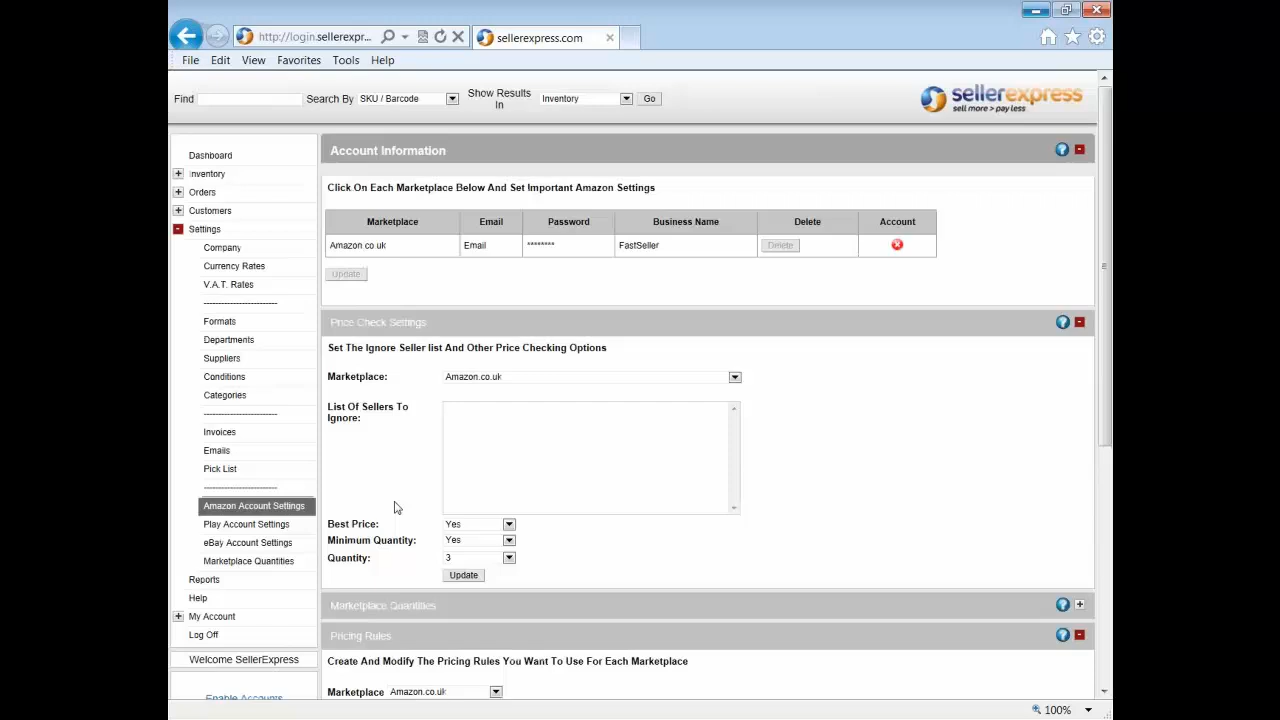 http://login.sellerexpr...
sellerexpress.com
File Edit View Favorites Tools Help
Find Search By SKU / Barcode Show Results In Inventory Go
sellerexpress
sell more > pay less
Dashboard
Inventory
Orders
Customers
Settings
Company
Currency Rates
V.A.T. Rates
------------------------
Formats
Departments
Suppliers
Conditions
Categories
------------------------
Invoices
Emails
Pick List
------------------------
Amazon Account Settings
Play Account Settings
eBay Account Settings
Marketplace Quantities
Reports
Help
My Account
Log Off
Welcome SellerExpress
Enable Accounts
Account Information
Click On Each Marketplace Below And Set Important Amazon Settings
Marketplace Email Password Business Name Delete Account
Amazon co uk Email ******** FastSeller Delete
Update
Price Check Settings
Set The Ignore Seller list And Other Price Checking Options
Marketplace: Amazon.co.uk
List Of Sellers To
Ignore:
Best Price: Yes
Minimum Quantity: Yes
Quantity: 3
Update
Marketplace Quantities
Pricing Rules
Create And Modify The Pricing Rules You Want To Use For Each Marketplace
Marketplace Amazon.co.uk
100%